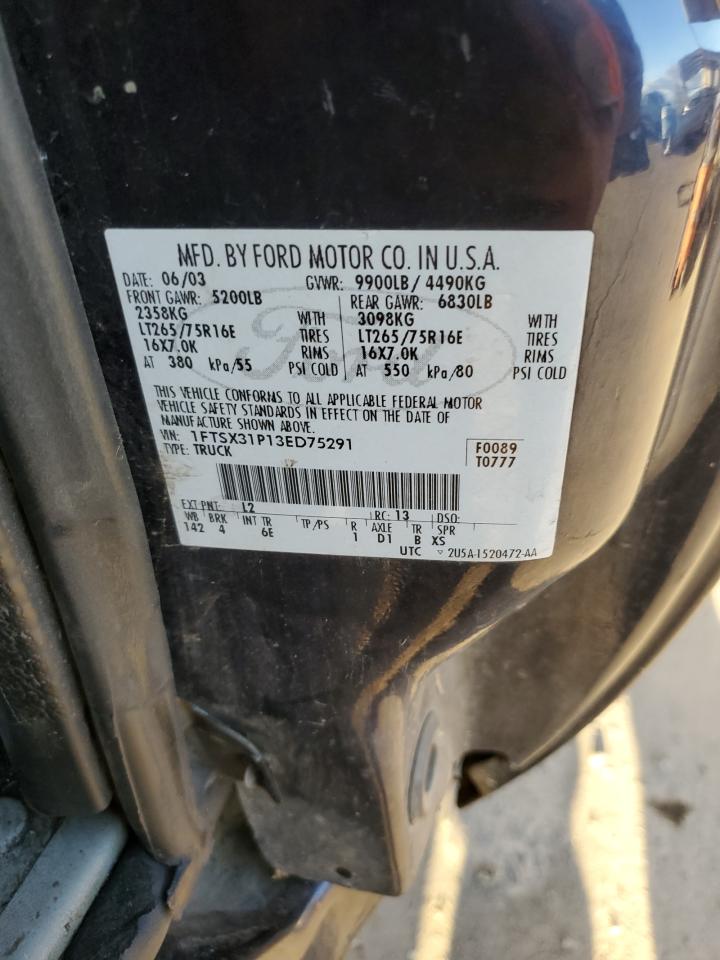 MFD. BY FORD MOTOR CO. IN U.S.A.
DATE: 06/03 GVWR: 9900LB/ 4490KG
FRONT GAWR: 5200LB REAR GAWR: 6830LB
2358KG WITH 3098KG WITH
LT265/75R16E TIRES LT265/75R16E TIRES
16X7.0K RIMS 16X7.0K RIMS
AT 380 kPa/55 PSI COLD AT 550 kPa/80 PSI COLD
Ford
THIS VEHICLE CONFORMS TO ALL APPLICABLE FEDERAL MOTOR
VEHICLE SAFETY STANDARDS IN EFFECT ON THE DATE OF
MANUFACTURE SHOWN ABOVE.
VIN: 1FTSX31P13ED75291 F0089
TYPE: TRUCK T0777
EXT PNT: L2 RC: 13 DSO:
WB BRK INT TR TP/PS R AXLE TR SPR
142 4 6E 1 D1 B XS
UTC ▽ 2U5A-1520472-AA